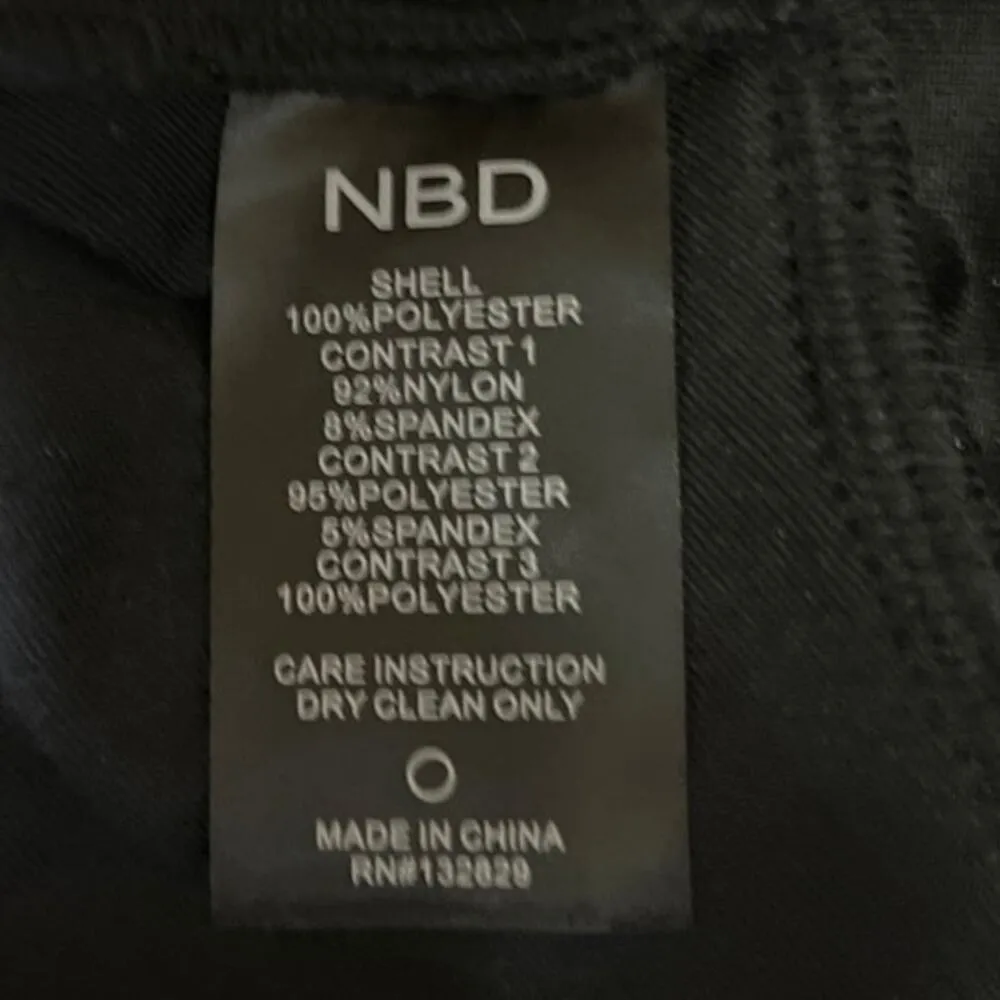 NBD
SHELL
100%POLYESTER
CONTRAST 1
92%NYLON
8%SPANDEX
CONTRAST 2
95%POLYESTER
5%SPANDEX
CONTRAST 3
100%POLYESTER
CARE INSTRUCTION
DRY CLEAN ONLY
MADE IN CHINA
RN#132829